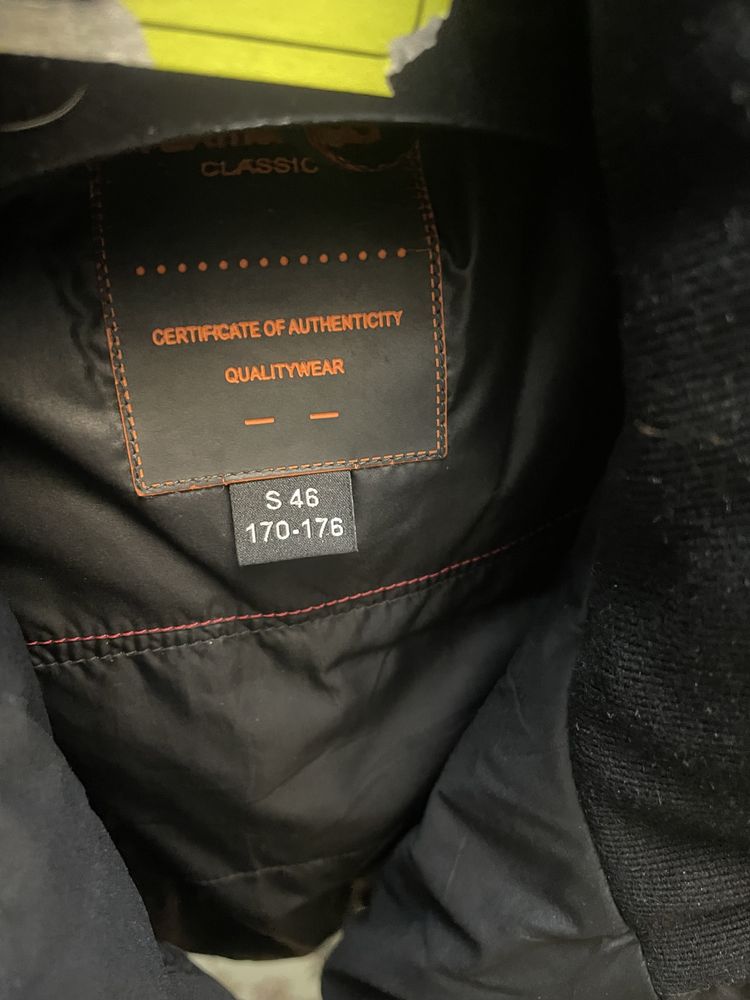 CLASSIC
CERTIFICATE OF AUTHENTICITY
QUALITYWEAR
S 46
170-176